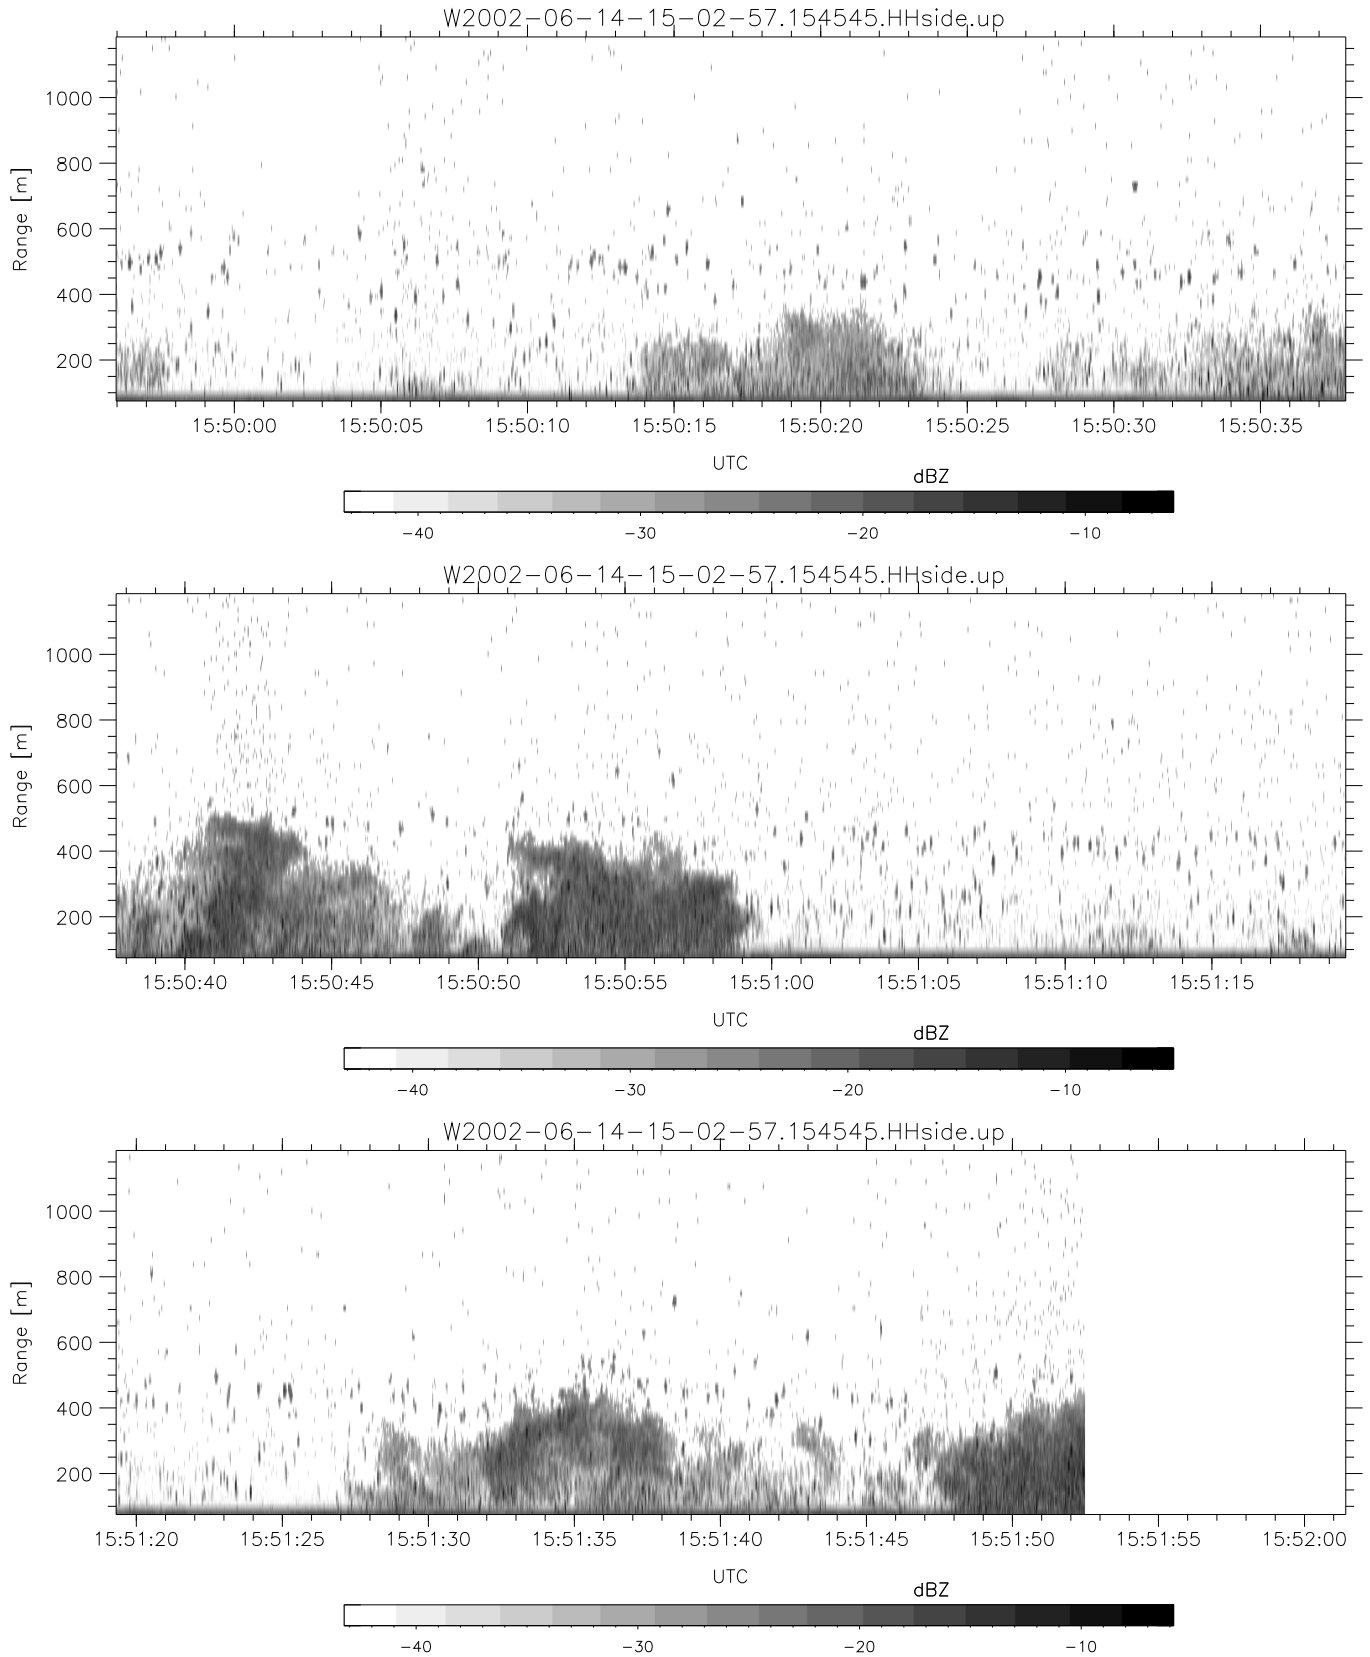 W2002-06-14-15-02-57.154545.HHside.up
1000
800
600
400
200
Range [m]
15:50:00 15:50:05 15:50:10 15:50:15 15:50:20 15:50:25 15:50:30 15:50:35
UTC
dBZ
-40 -30 -20 -10
W2002-06-14-15-02-57.154545.HHside.up
1000
800
600
400
200
Range [m]
15:50:40 15:50:45 15:50:50 15:50:55 15:51:00 15:51:05 15:51:10 15:51:15
UTC
dBZ
-40 -30 -20 -10
W2002-06-14-15-02-57.154545.HHside.up
1000
800
600
400
200
Range [m]
15:51:20 15:51:25 15:51:30 15:51:35 15:51:40 15:51:45 15:51:50 15:51:55 15:52:00
UTC
dBZ
-40 -30 -20 -10